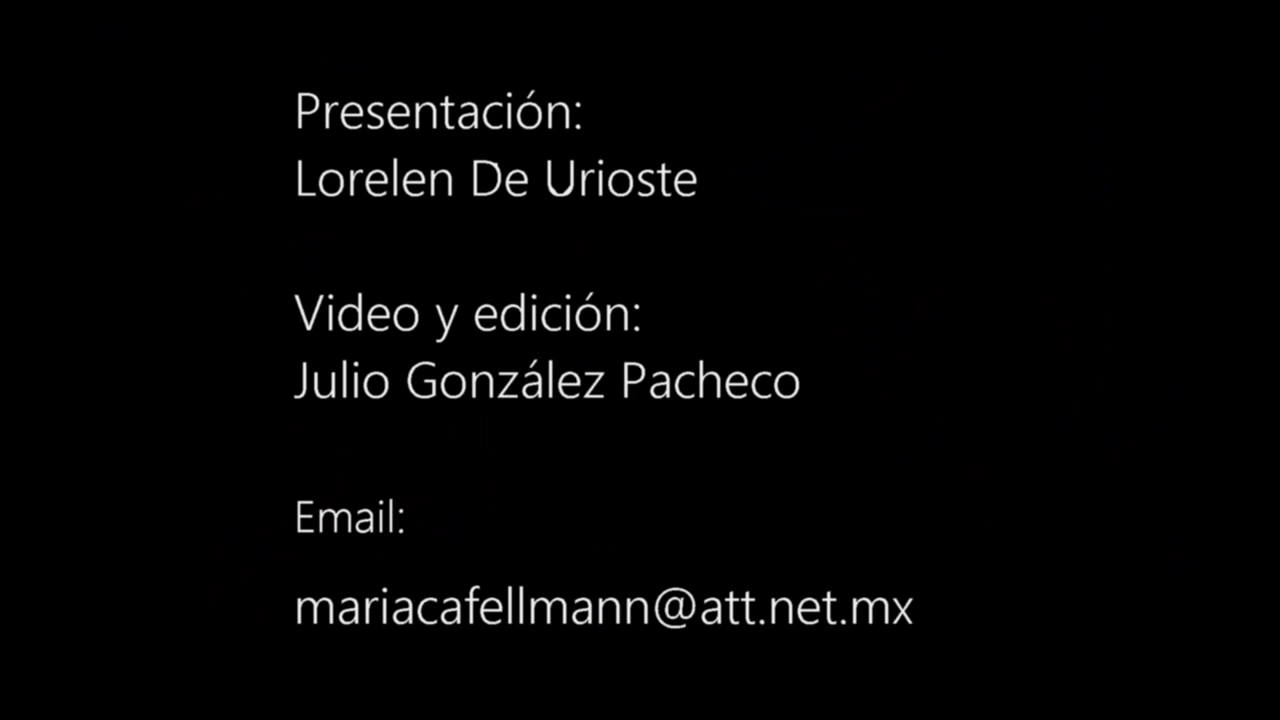 Presentación:
Lorelen De Urioste
Video y edición:
Julio González Pacheco
Email:
mariacafellmann@att.net.mx